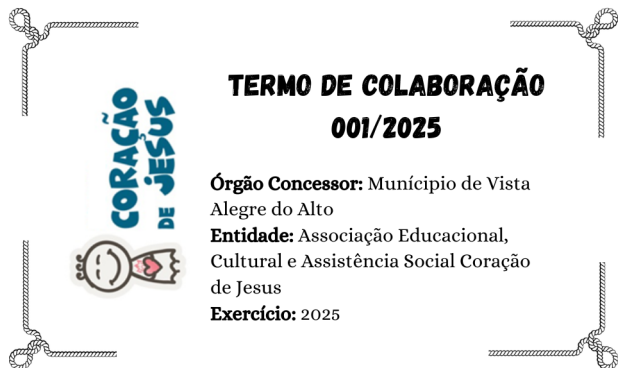 CORAÇÃO
DE JESUS
TERMO DE COLABORAÇÃO
001/2025
Órgão Concessor: Munícipio de Vista
Alegre do Alto
Entidade: Associação Educacional,
Cultural e Assistência Social Coração
de Jesus
Exercício: 2025